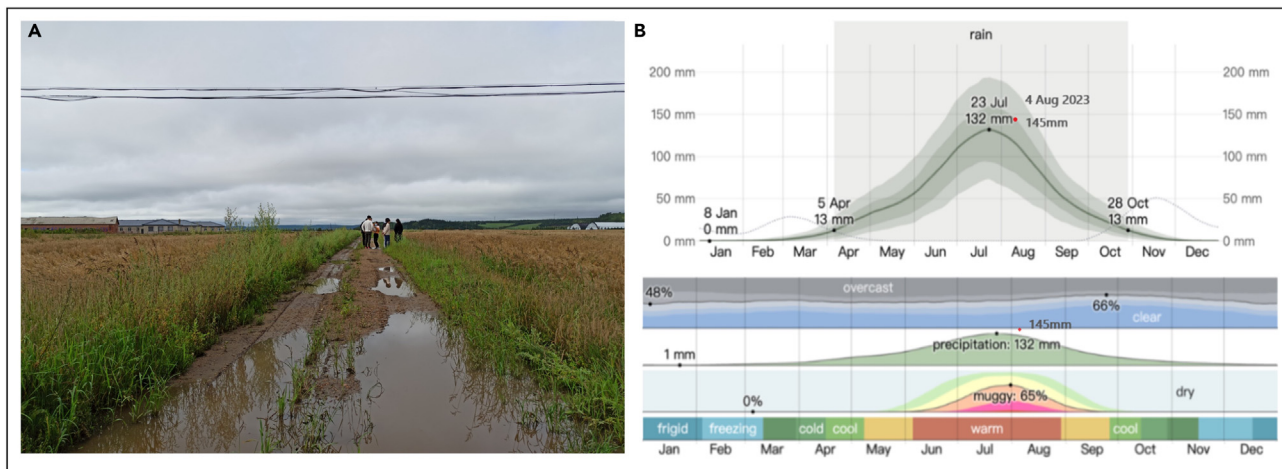 A
B
rain
200 mm
200 mm
23 Jul
4 Aug 2023
150 mm
132 mm
145mm
150 mm
100 mm
100 mm
5 Apr
28 Oct
50 mm
13 mm
13 mm
50 mm
8 Jan
0 mm
0 mm
0 mm
Jan Feb Mar Apr May Jun Jul Aug Sep Oct Nov Dec
overcast
48%
66%
clear
145mm
precipitation: 132 mm
1 mm
dry
muggy: 65%
0%
frigid freezing cold cool warm cool
Jan Feb Mar Apr May Jun Jul Aug Sep Oct Nov Dec